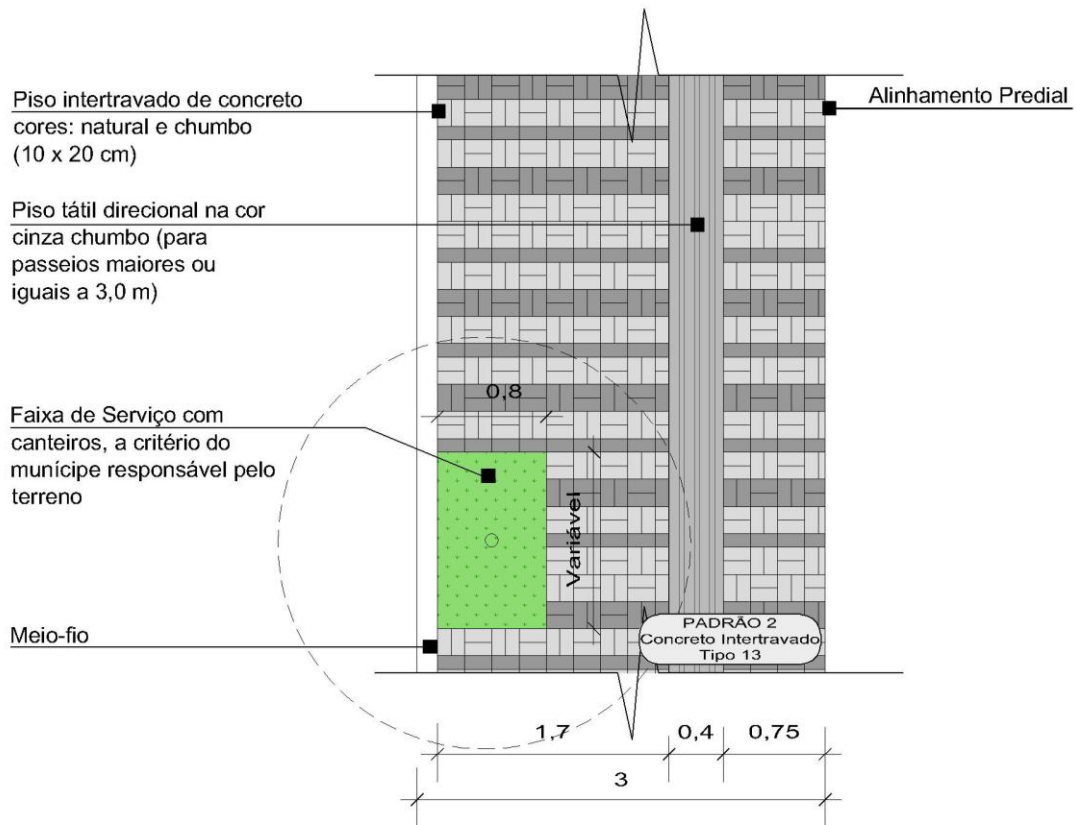 Piso intertravado de concreto
cores: natural e chumbo
(10 x 20 cm)
Alinhamento Predial
Piso tátil direcional na cor
cinza chumbo (para
passeios maiores ou
iguais a 3,0 m)
0,8
Faixa de Serviço com
canteiros, a critério do
munícipe responsável pelo
terreno
Variável
Meio-fio
PADRÃO 2
Concreto Intertravado
Tipo 13
1,7
0,4
0,75
3